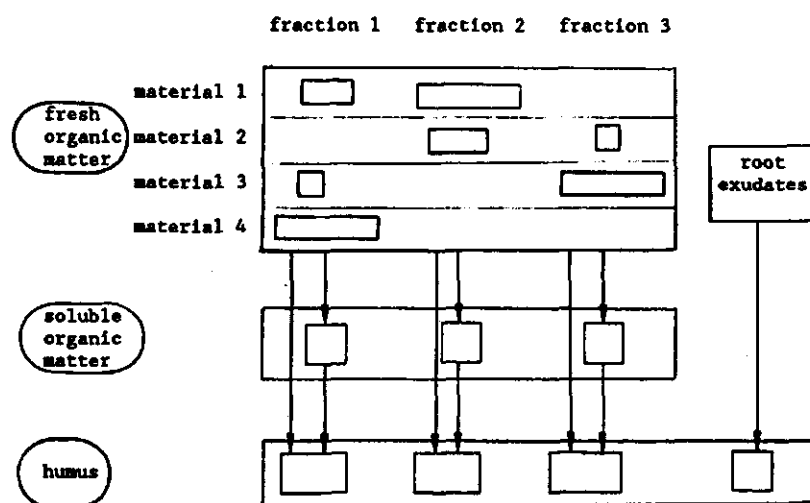 fraction 1 fraction 2 fraction 3
material 1
fresh
organic
matter
material 2
material 3
material 4
root
exudates
soluble
organic
matter
humus